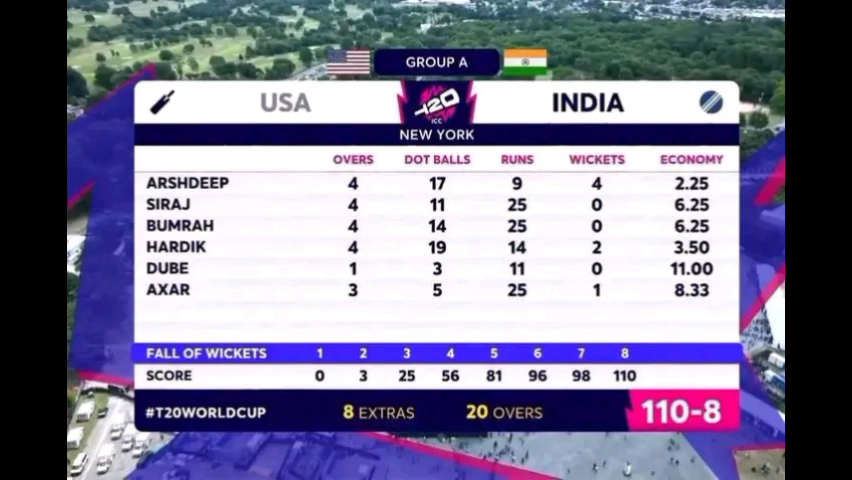 GROUP A
USA T20 ICC INDIA
NEW YORK
OVERS DOT BALLS RUNS WICKETS ECONOMY
ARSHDEEP 4 17 9 4 2.25
SIRAJ 4 11 25 0 6.25
BUMRAH 4 14 25 0 6.25
HARDIK 4 19 14 2 3.50
DUBE 1 3 11 0 11.00
AXAR 3 5 25 1 8.33
FALL OF WICKETS 1 2 3 4 5 6 7 8
SCORE 0 3 25 56 81 96 98 110
#T20WORLDCUP 8 EXTRAS 20 OVERS 110-8